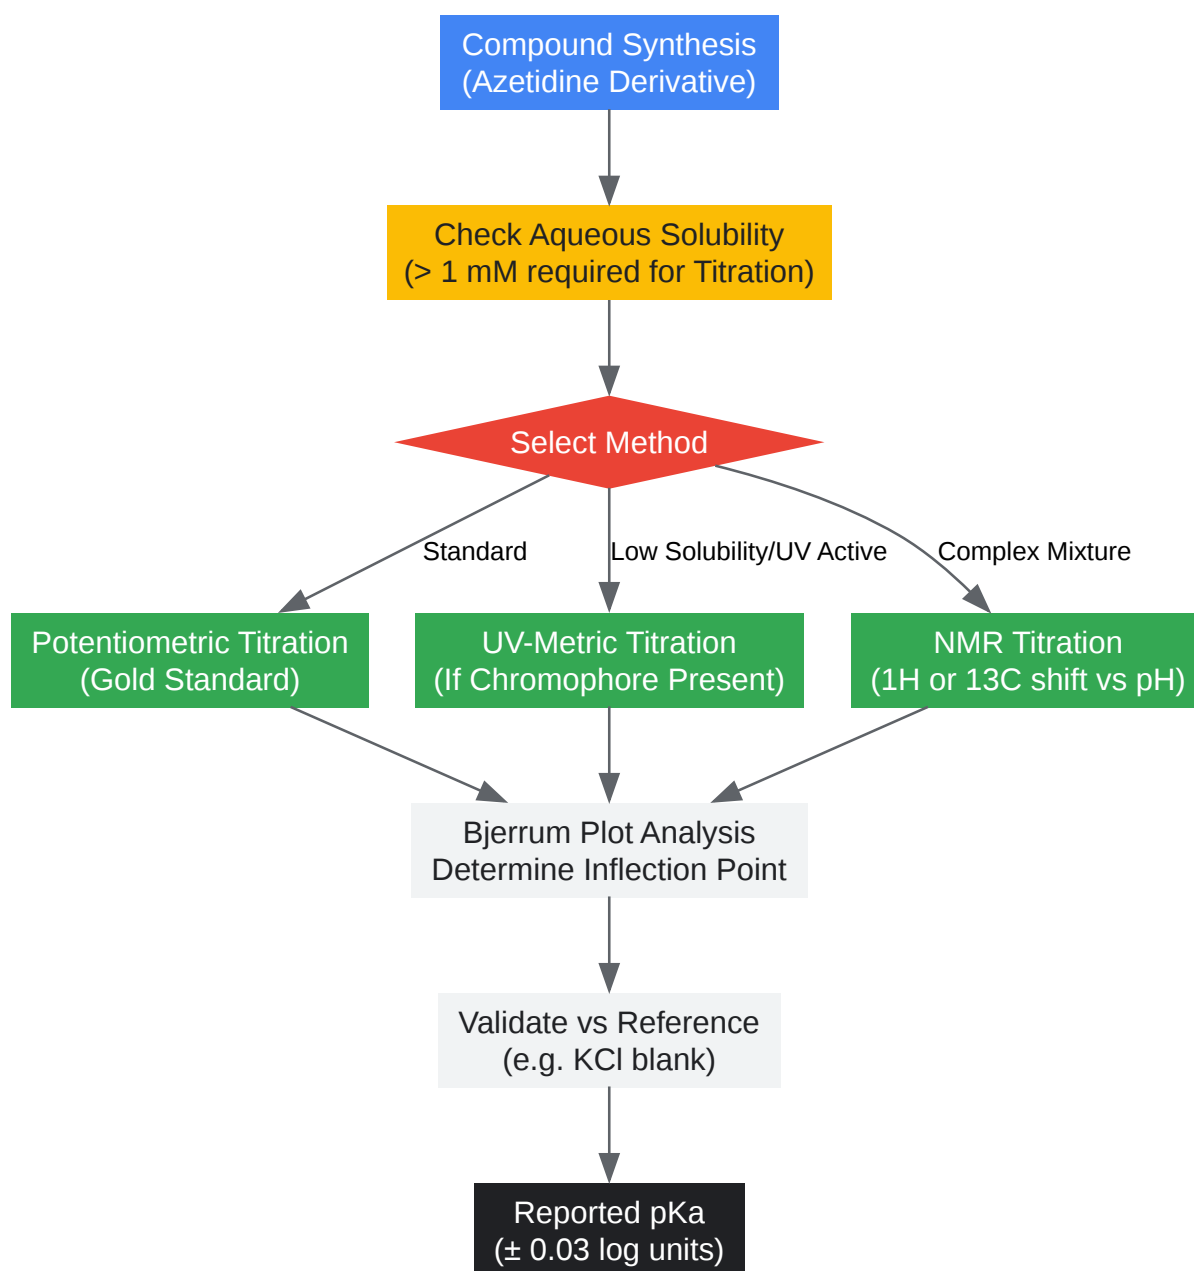 Compound Synthesis
(Azetidine Derivative)
Check Aqueous Solubility
(> 1 mM required for Titration)
Select Method
Standard
Low Solubility/UV Active
Complex Mixture
Potentiometric Titration
(Gold Standard)
UV-Metric Titration
(If Chromophore Present)
NMR Titration
(1H or 13C shift vs pH)
Bjerrum Plot Analysis
Determine Inflection Point
Validate vs Reference
(e.g. KCl blank)
Reported pKa
(± 0.03 log units)